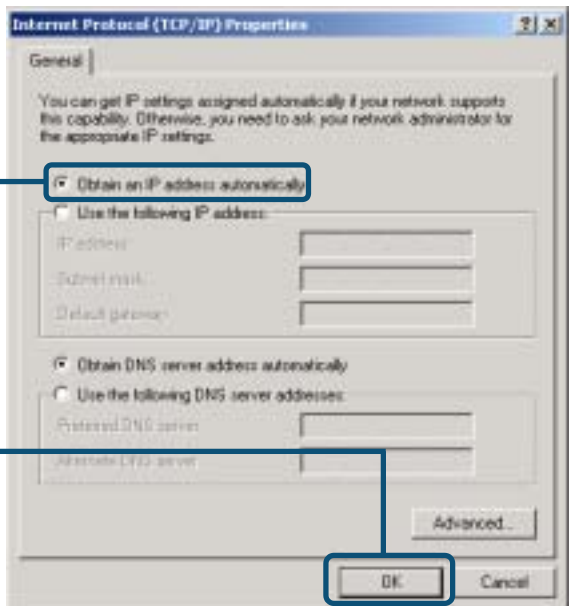 Internet Protocol (TCP/IP) Properties
General
You can get IP settings assigned automatically if your network supports
this capability. Otherwise, you need to ask your network administrator for
the appropriate IP settings.
Obtain an IP address automatically
Use the following IP address:
IP address:
Subnet mask:
Default gateway:
Obtain DNS server address automatically
Use the following DNS server addresses:
Preferred DNS server:
Alternate DNS server:
Advanced...
OK
Cancel